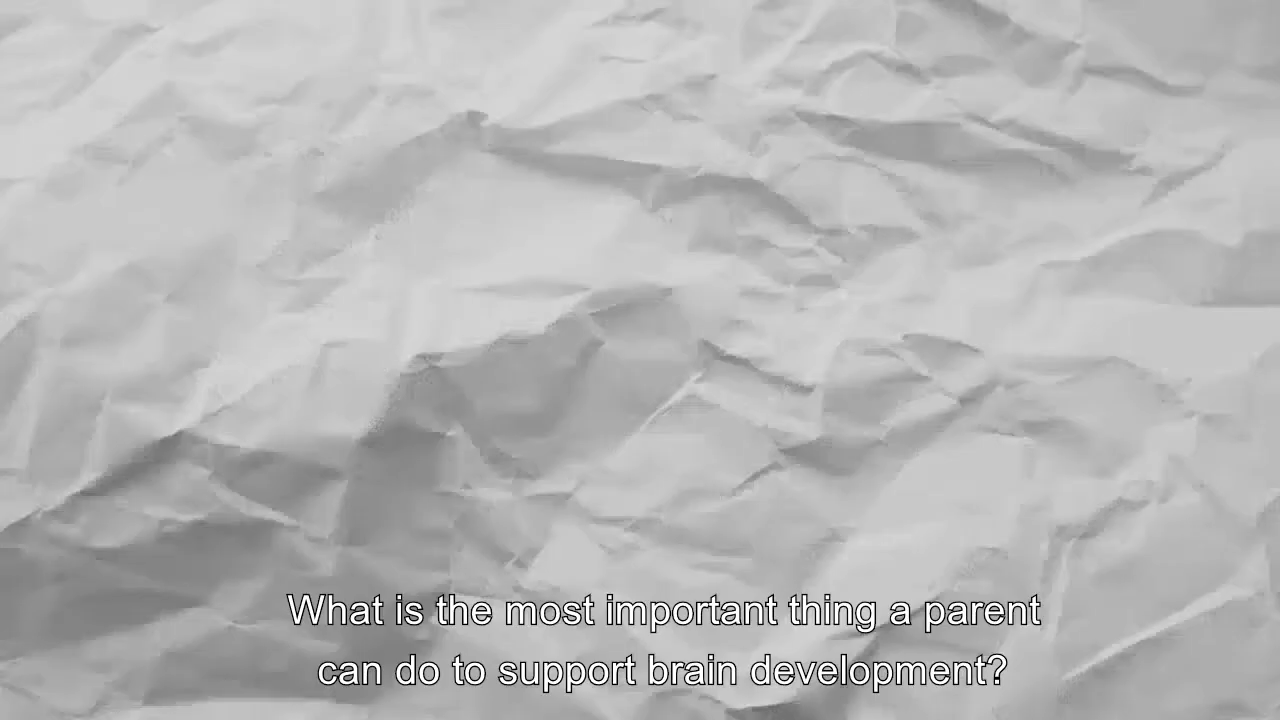 What is the most important thing a parent
can do to support brain development?